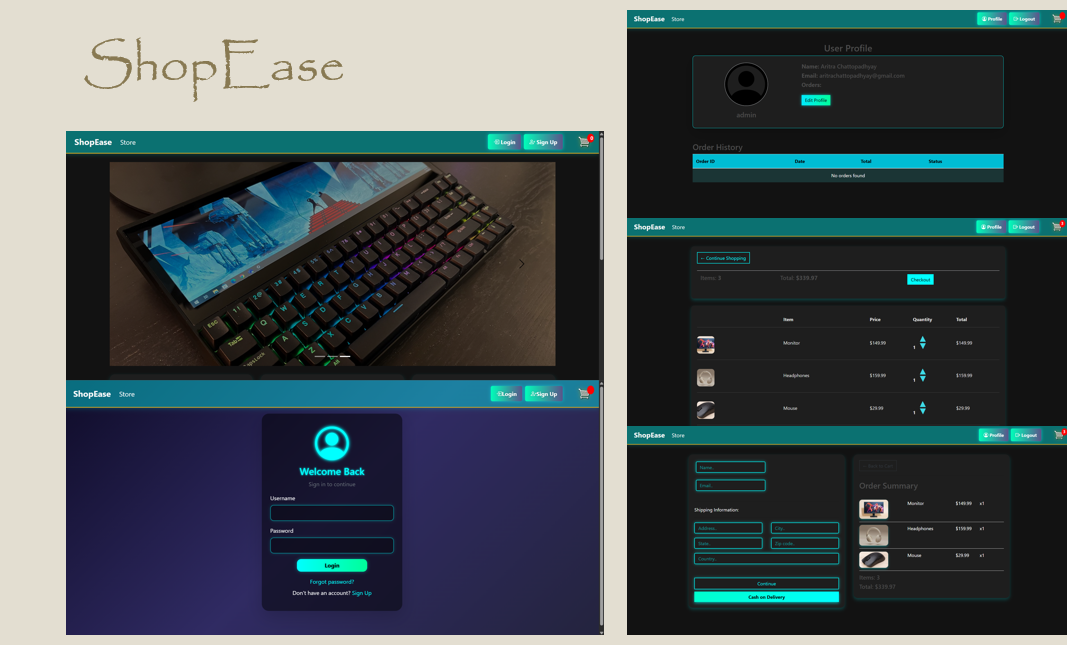 ShopEase
ShopEase Store Login Sign Up 0
ShopEase Store Login Sign Up
Welcome Back
Sign in to continue
Username
Password
Login
Forgot password?
Don't have an account? Sign Up
ShopEase Store Profile Logout
User Profile
Name: Aritra Chattopadhyay
Email: aritrachattopadhyay@gmail.com
Orders:
Edit Profile
admin
Order History
Order ID Date Total Status
No orders found
ShopEase Store Profile Logout 3
← Continue Shopping
Items: 3 Total: $339.97 Checkout
Item Price Quantity Total
Monitor $149.99 1 $149.99
Headphones $159.99 1 $159.99
Mouse $29.99 1 $29.99
ShopEase Store Profile Logout 3
Name..
Email..
Shipping Information:
Address.. City..
State.. Zip code..
Country..
Continue
Cash on Delivery
← Back to Cart
Order Summary
Monitor $149.99 x1
Headphones $159.99 x1
Mouse $29.99 x1
Items: 3
Total: $339.97